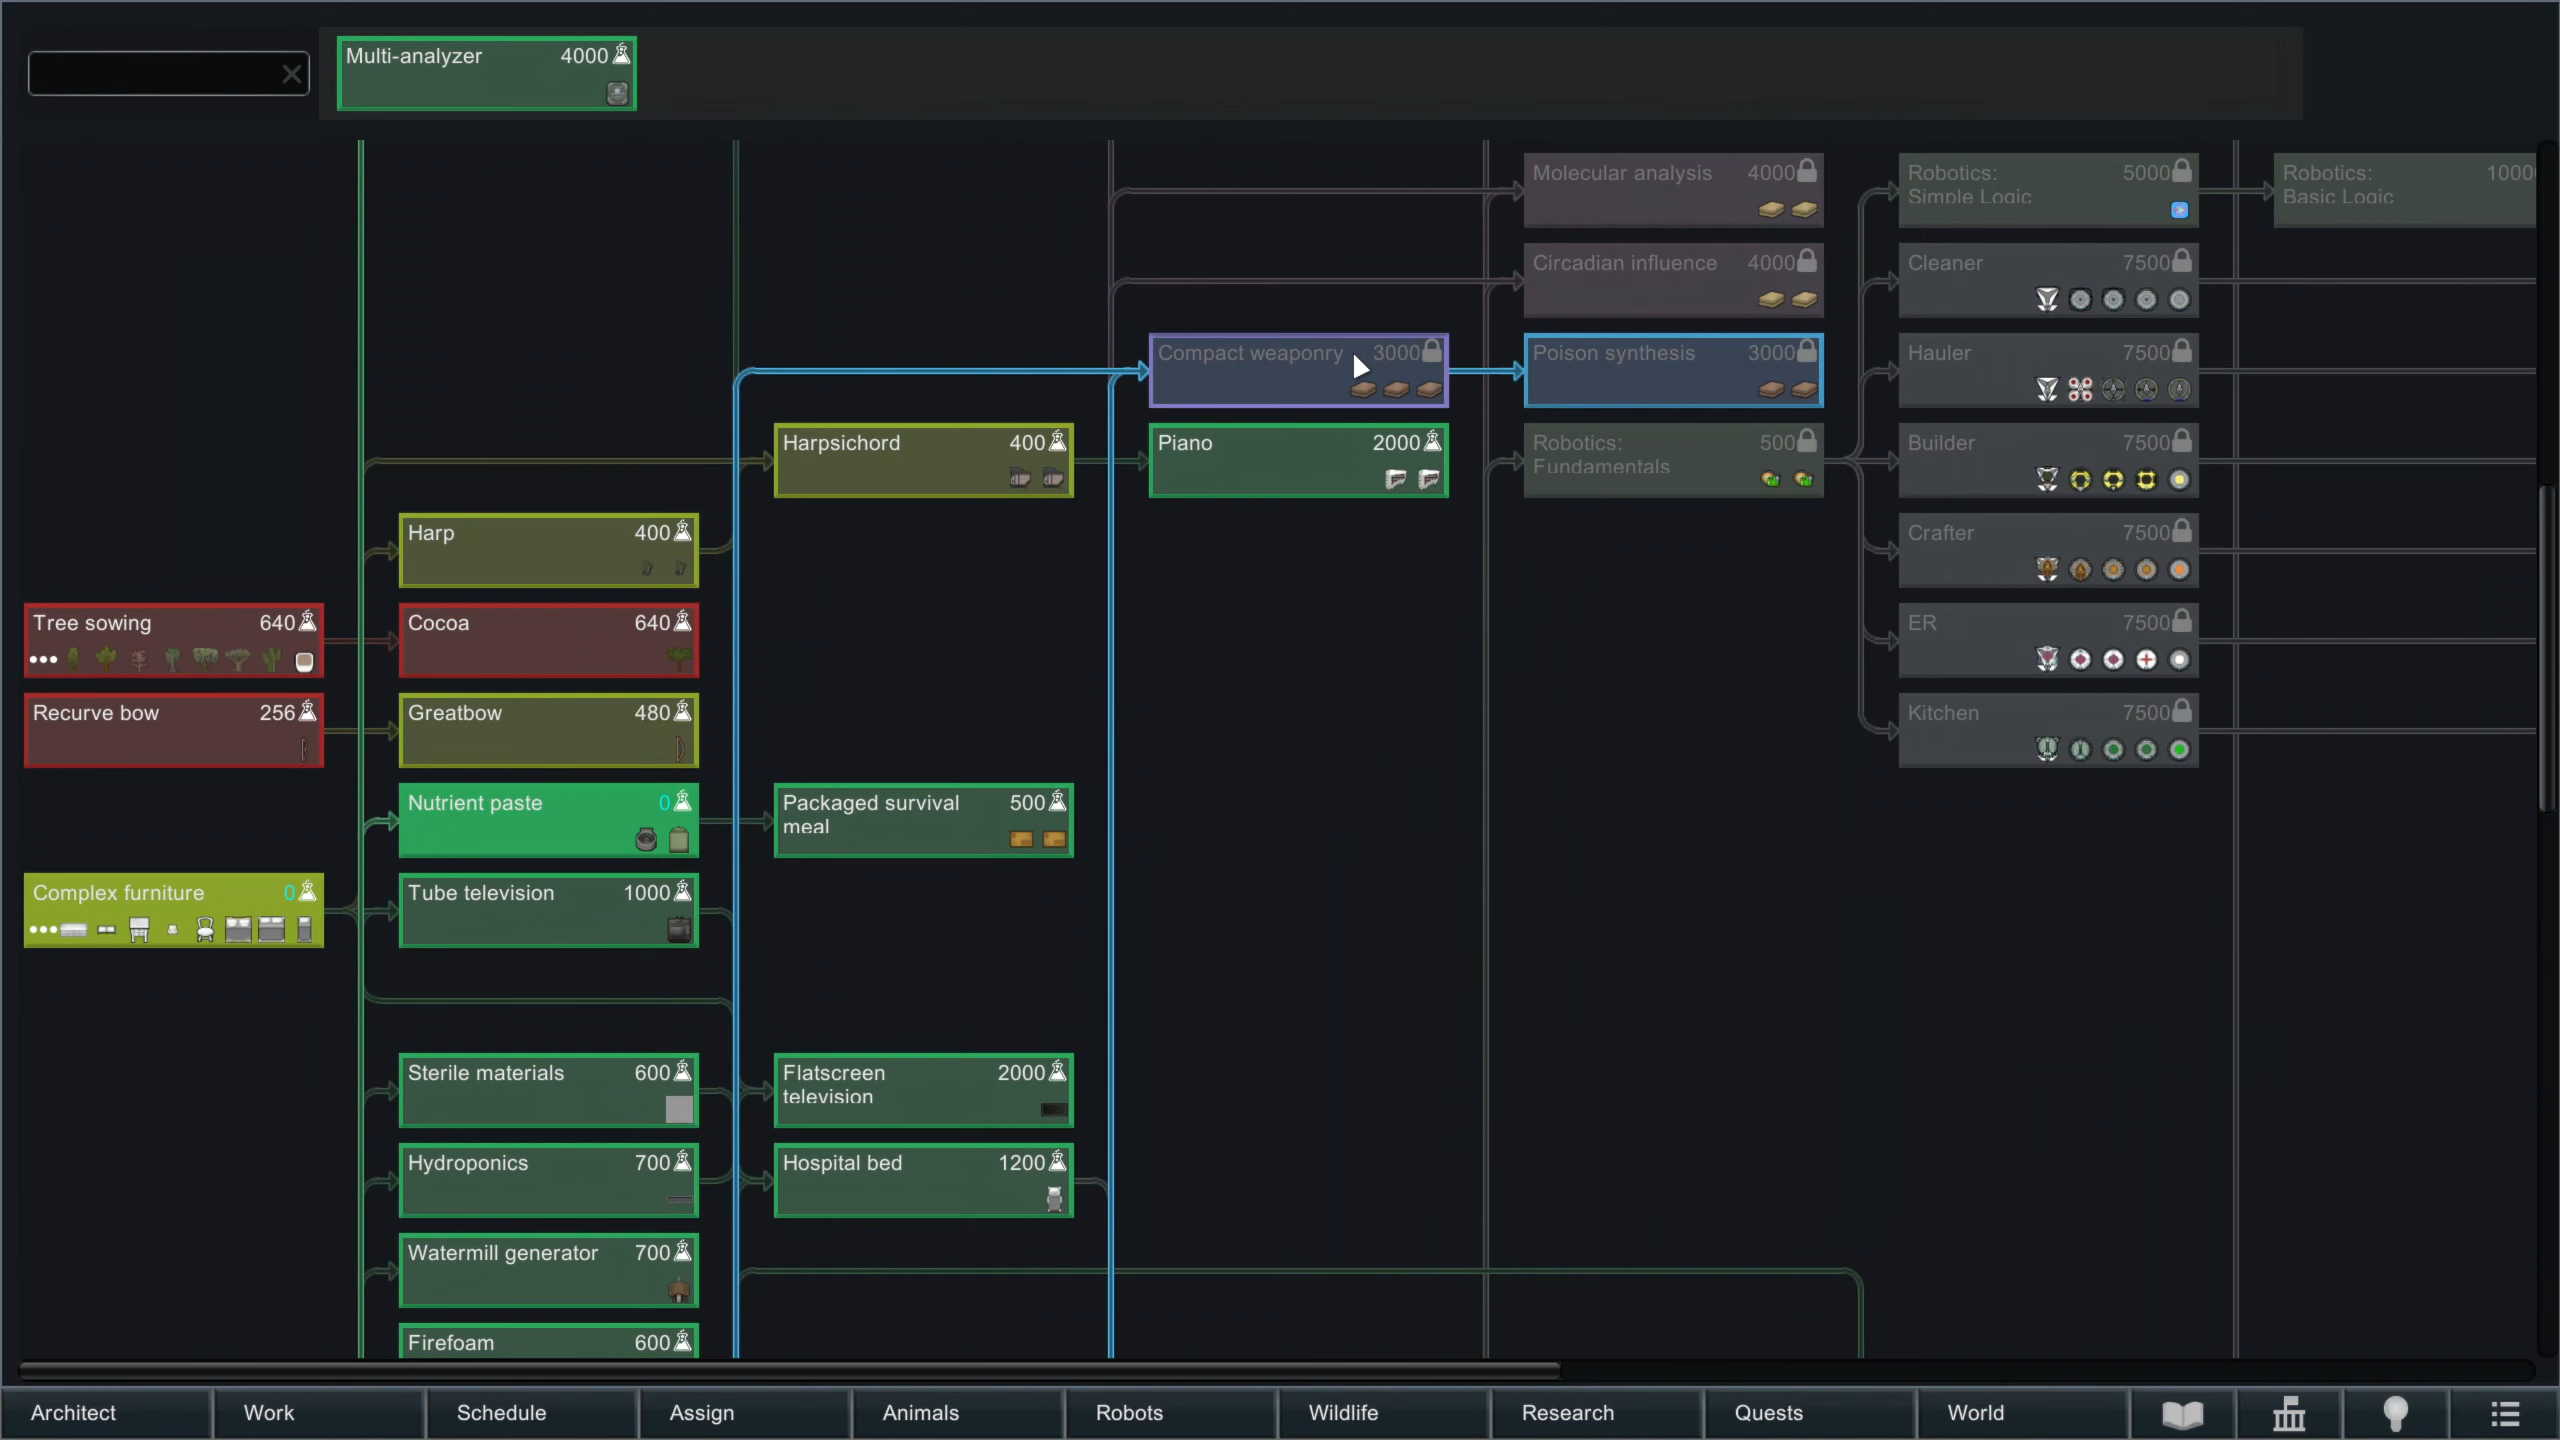 Multi-analyzer 4000
Molecular analysis 4000
Robotics: 5000
Simple Logic
Robotics: 1000
Basic Logic
Circadian influence 4000
Cleaner 7500
Compact weaponry 3000
Poison synthesis 3000
Hauler 7500
Harpsichord 400
Piano 2000
Robotics: 500
Fundamentals
Builder 7500
Harp 400
Crafter 7500
Tree sowing 640
Cocoa 640
ER 7500
Recurve bow 256
Greatbow 480
Kitchen 7500
Nutrient paste 0
Packaged survival 500
meal
Complex furniture 0
Tube television 1000
Sterile materials 600
Flatscreen 2000
television
Hydroponics 700
Hospital bed 1200
Watermill generator 700
Firefoam 600
Architect
Work
Schedule
Assign
Animals
Robots
Wildlife
Research
Quests
World